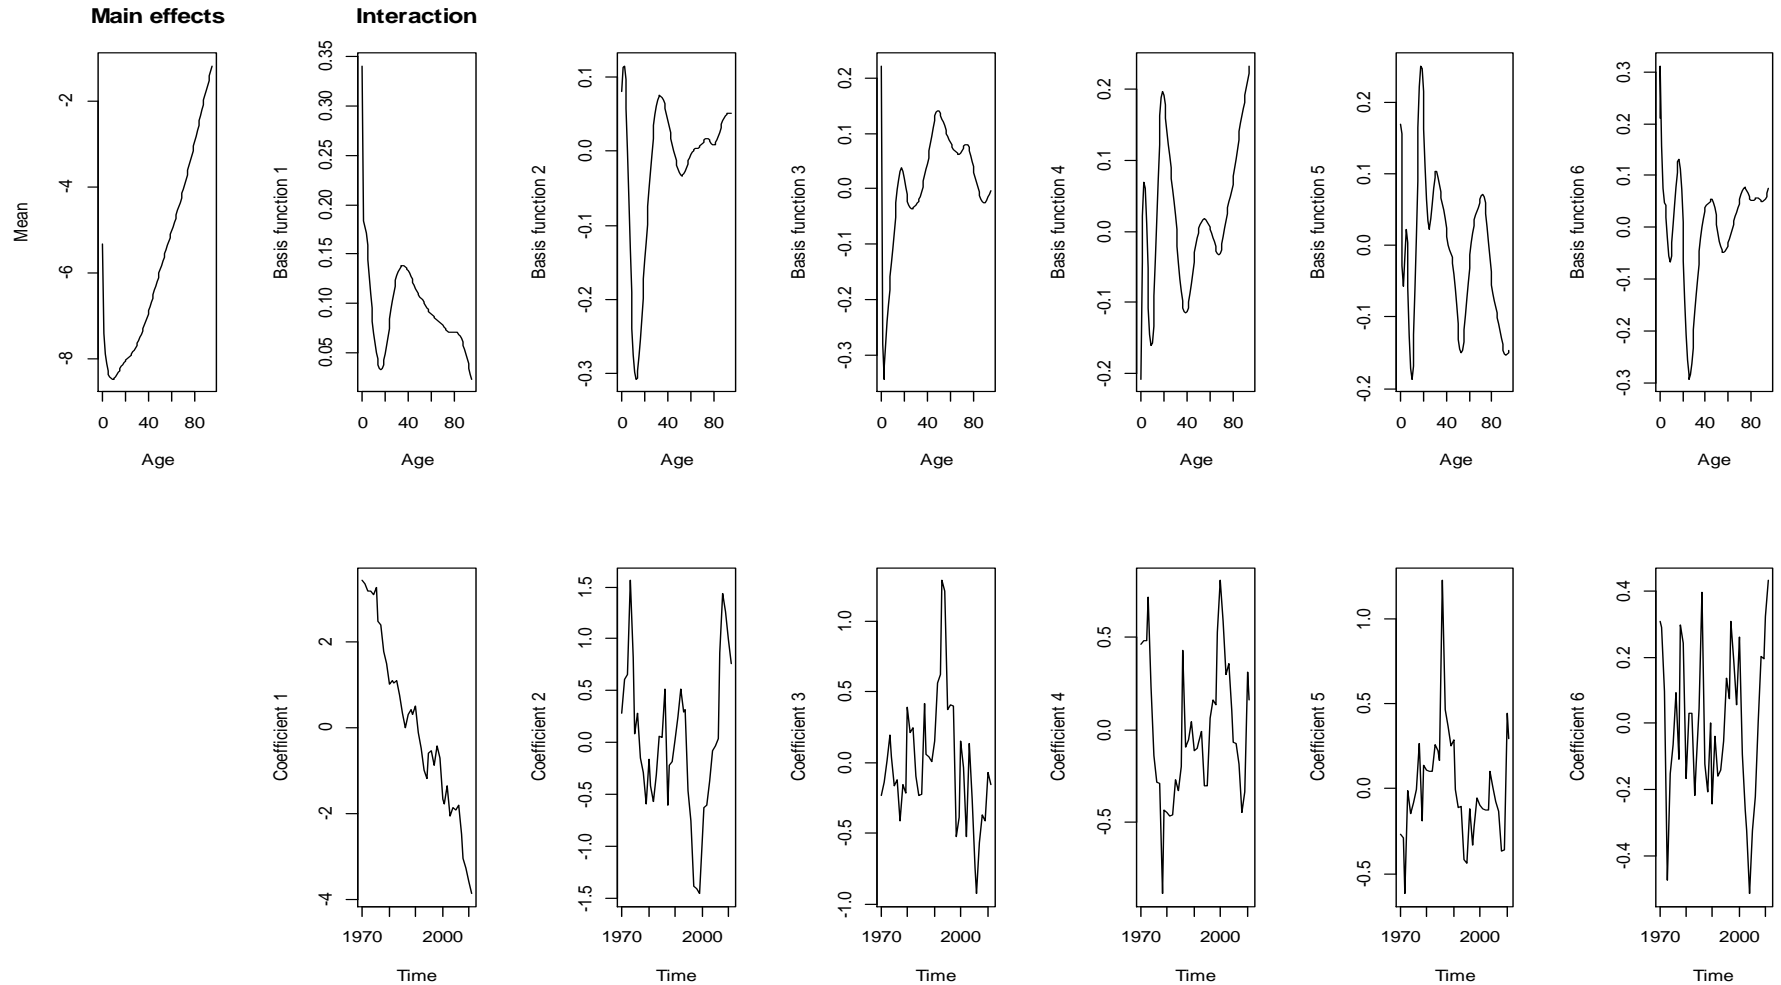 Main effects
Interaction
Mean
-2
-4
-6
-8
0 40 80
Age
Basis function 1
0.35
0.30
0.25
0.20
0.15
0.10
0.05
0 40 80
Age
Basis function 2
0.1
0.0
-0.1
-0.2
-0.3
0 40 80
Age
Basis function 3
0.2
0.1
0.0
-0.1
-0.2
-0.3
0 40 80
Age
Basis function 4
0.2
0.1
0.0
-0.1
-0.2
0 40 80
Age
Basis function 5
0.2
0.1
0.0
-0.1
-0.2
0 40 80
Age
Basis function 6
0.3
0.2
0.1
0.0
-0.1
-0.2
-0.3
0 40 80
Age
Coefficient 1
2
0
-2
-4
1970 2000
Time
Coefficient 2
1.5
1.0
0.5
0.0
-0.5
-1.0
-1.5
1970 2000
Time
Coefficient 3
1.0
0.5
0.0
-0.5
-1.0
1970 2000
Time
Coefficient 4
0.5
0.0
-0.5
1970 2000
Time
Coefficient 5
1.0
0.5
0.0
-0.5
1970 2000
Time
Coefficient 6
0.4
0.2
0.0
-0.2
-0.4
1970 2000
Time